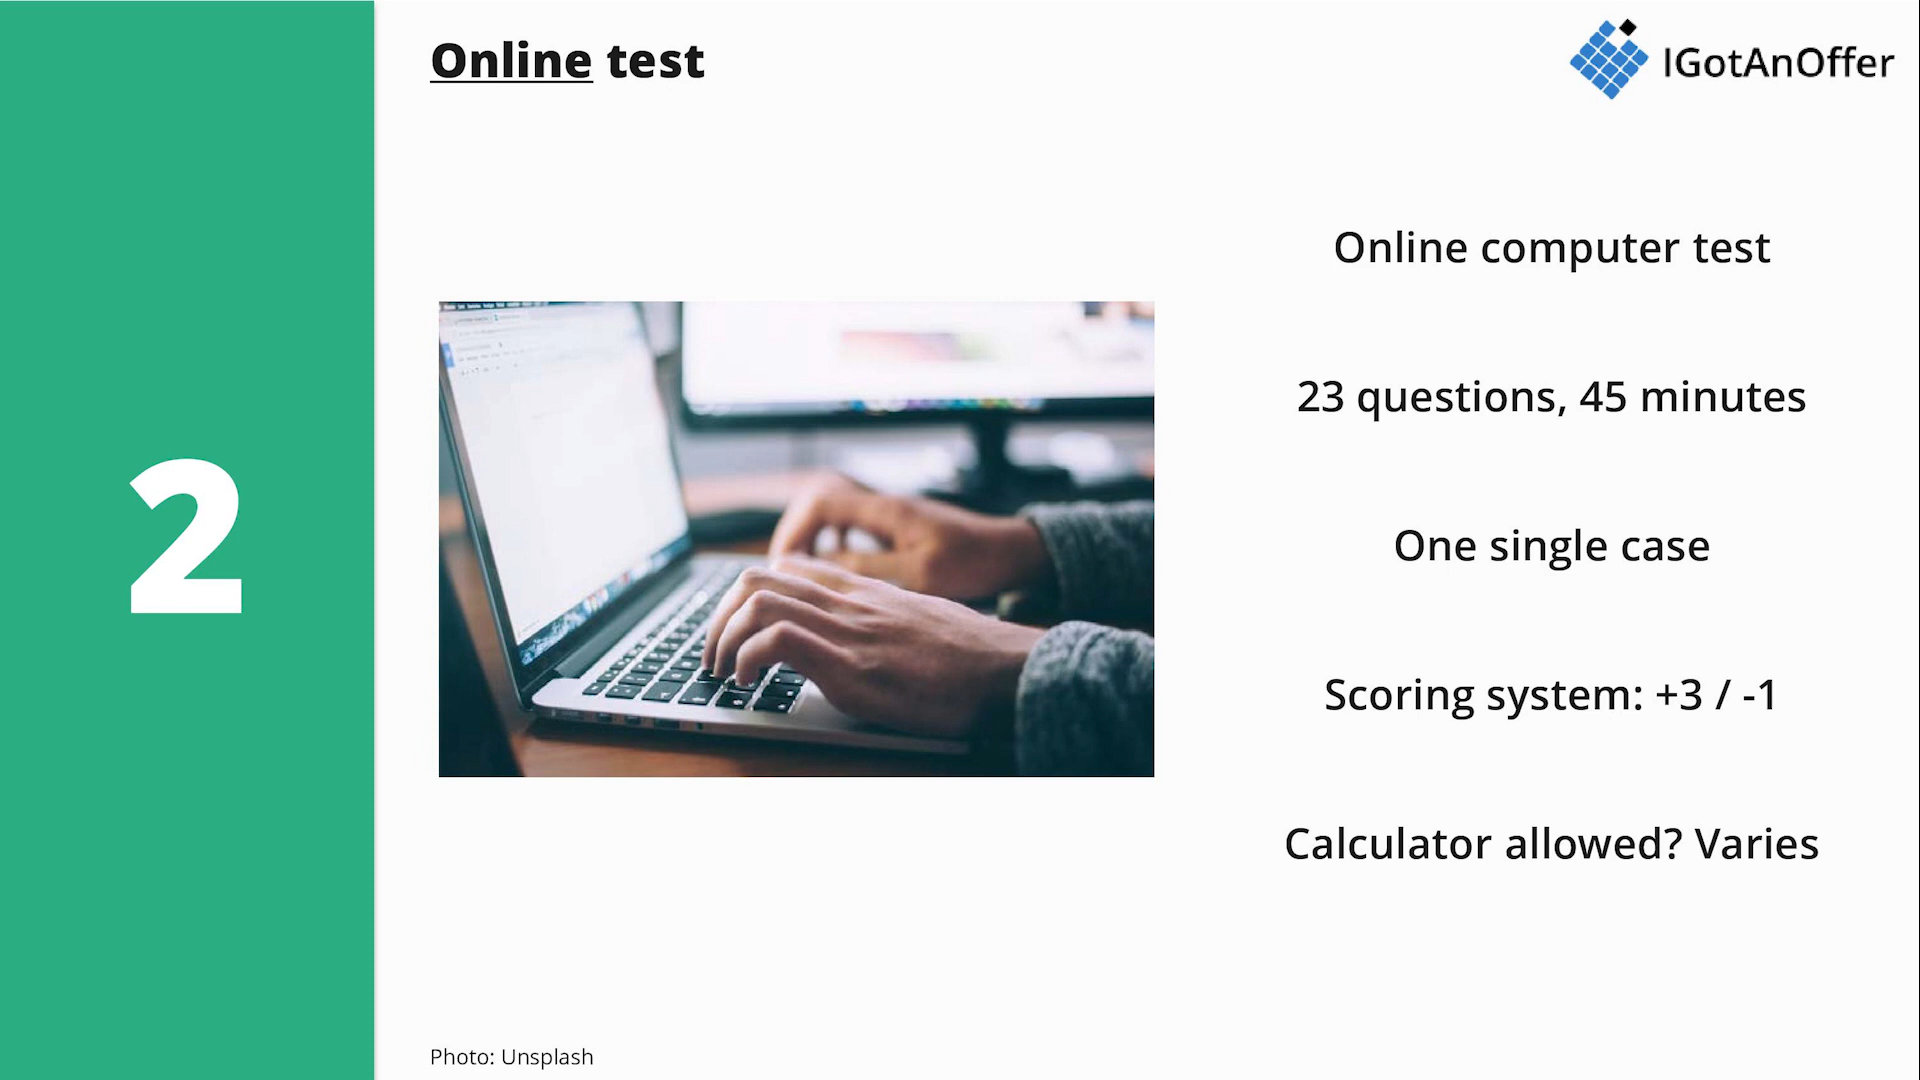 Online test
IGotAnOffer
2
Online computer test
23 questions, 45 minutes
One single case
Scoring system: +3 / -1
Calculator allowed? Varies
Photo: Unsplash